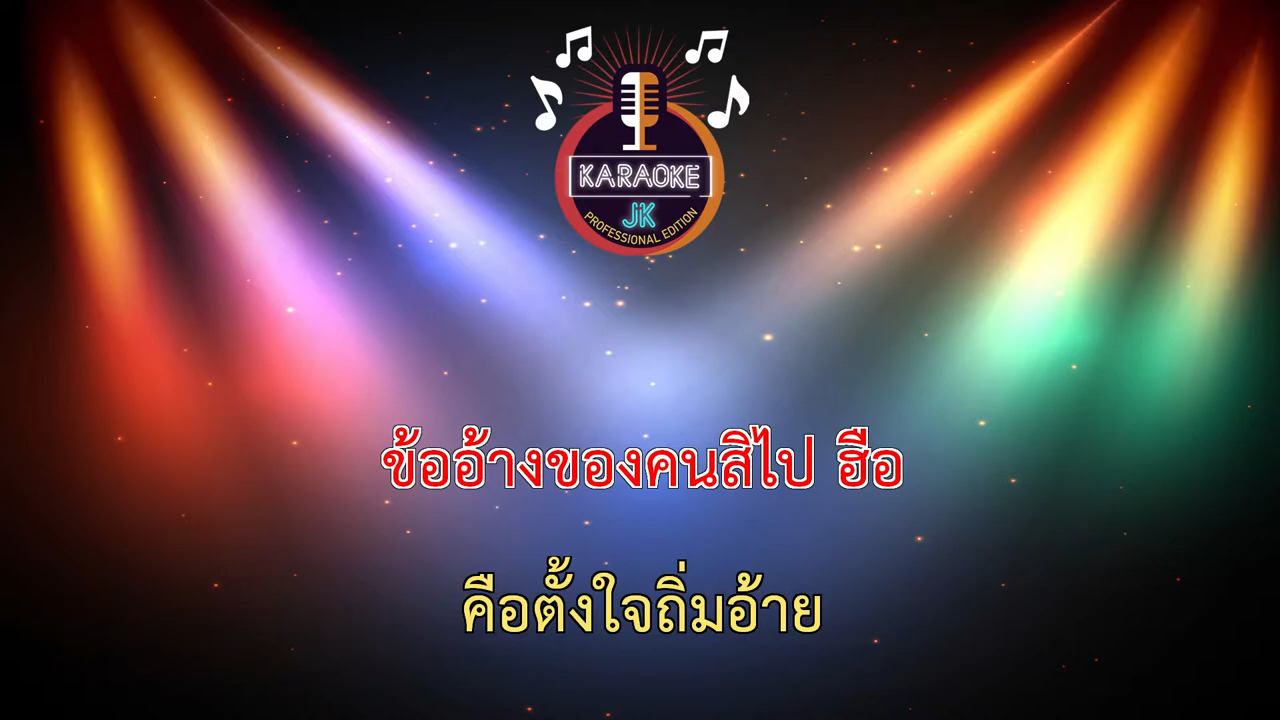 KARAOKE
JK
PROFESSIONAL EDITION
ข้ออ้างของคนสิไป ฮือ
คือตั้งใจถิ่มอ้าย